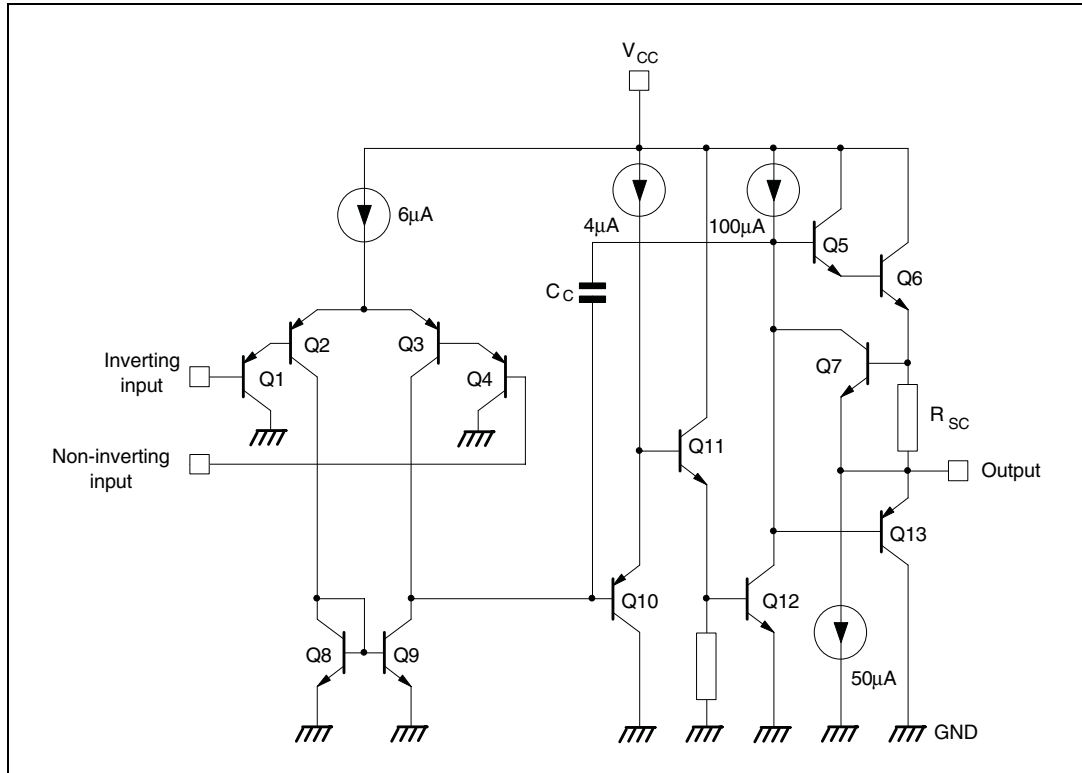 V CC
6µA
4µA
100µA
Q5
Q6
C C
Q2
Q3
Inverting
input
Q1
Q4
Q7
R SC
Non-inverting
input
Q11
Output
Q13
Q10
Q12
Q8
Q9
50µA
GND